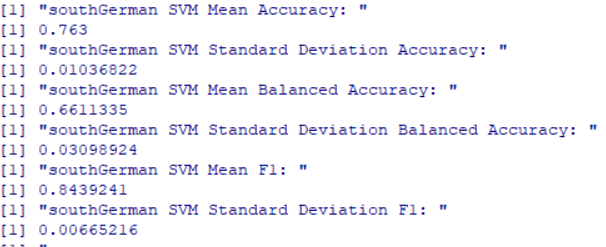 [1] "southGerman SVM Mean Accuracy: "
[1] 0.763
[1] "southGerman SVM Standard Deviation Accuracy: "
[1] 0.01036822
[1] "southGerman SVM Mean Balanced Accuracy: "
[1] 0.6611335
[1] "southGerman SVM Standard Deviation Balanced Accuracy: "
[1] 0.03098924
[1] "southGerman SVM Mean F1: "
[1] 0.8439241
[1] "southGerman SVM Standard Deviation F1: "
[1] 0.00665216